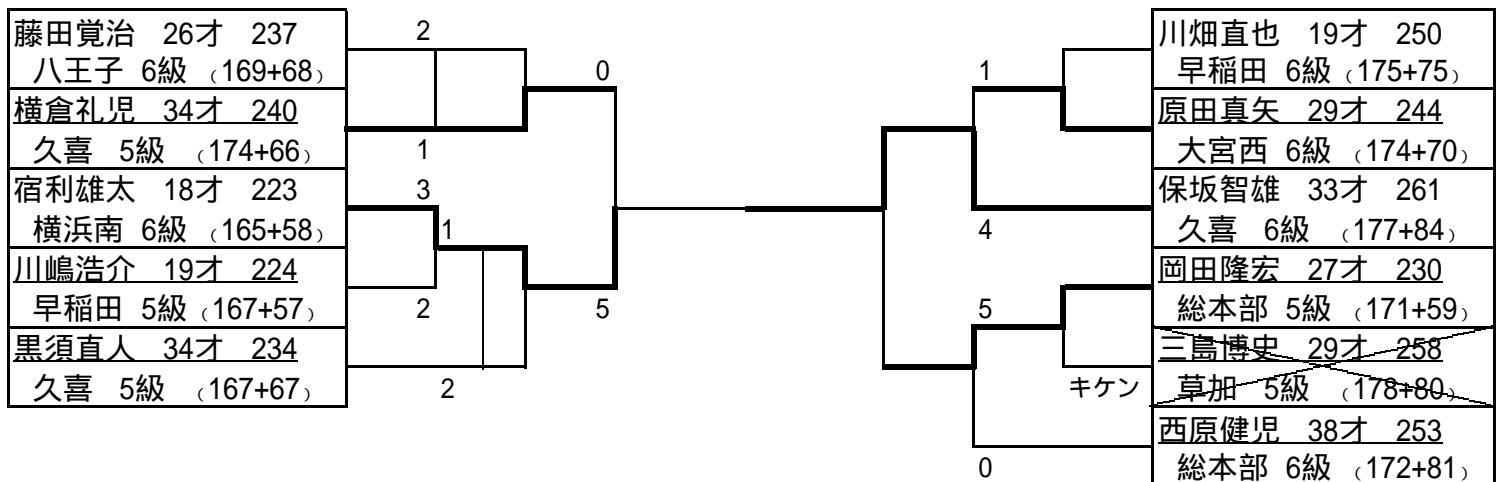 藤田覚治 26才 237
八王子 6級 (169+68)
横倉礼児 34才 240
久喜 5級 (174+66)
宿利雄太 18才 223
横浜南 6級 (165+58)
川嶋浩介 19才 224
早稲田 5級 (167+57)
黒須直人 34才 234
久喜 5級 (167+67)
2
0
1
3
1
2
5
2
1
4
5
キケン
0
川畑直也 19才 250
早稲田 6級 (175+75)
原田真矢 29才 244
大宮西 6級 (174+70)
保坂智雄 33才 261
久喜 6級 (177+84)
岡田隆宏 27才 230
総本部 5級 (171+59)
三島博史 29才 258
草加 5級 (178+80)
西原健児 38才 253
総本部 6級 (172+81)